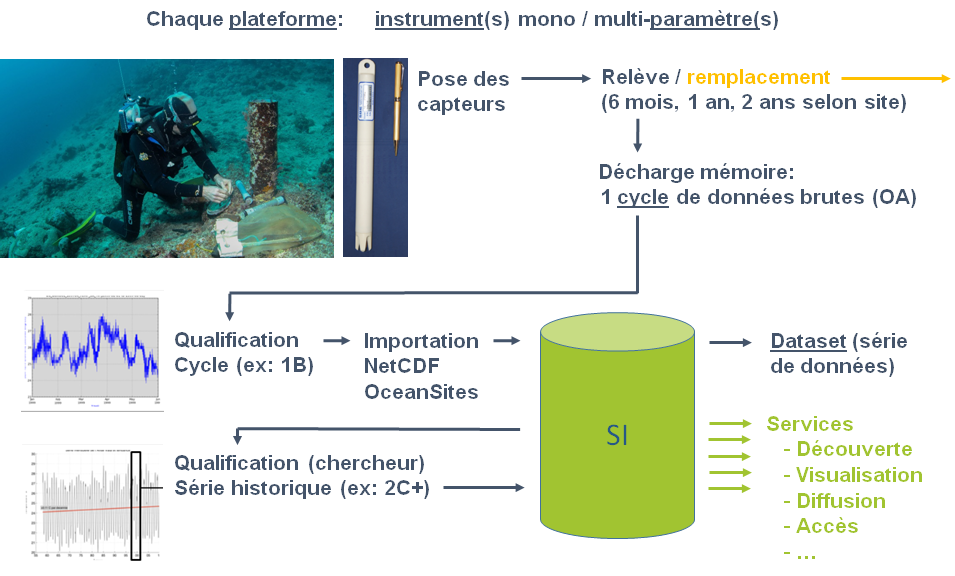 Chaque plateforme: instrument(s) mono / multi-paramètre(s)
Pose des
capteurs
Relève / remplacement
(6 mois, 1 an, 2 ans selon site)
Décharge mémoire:
1 cycle de données brutes (OA)
Qualification
Cycle (ex: 1B)
Importation
NetCDF
OceanSites
SI
Dataset (série
de données)
Qualification (chercheur)
Série historique (ex: 2C+)
Services
- Découverte
- Visualisation
- Diffusion
- Accès
- ...